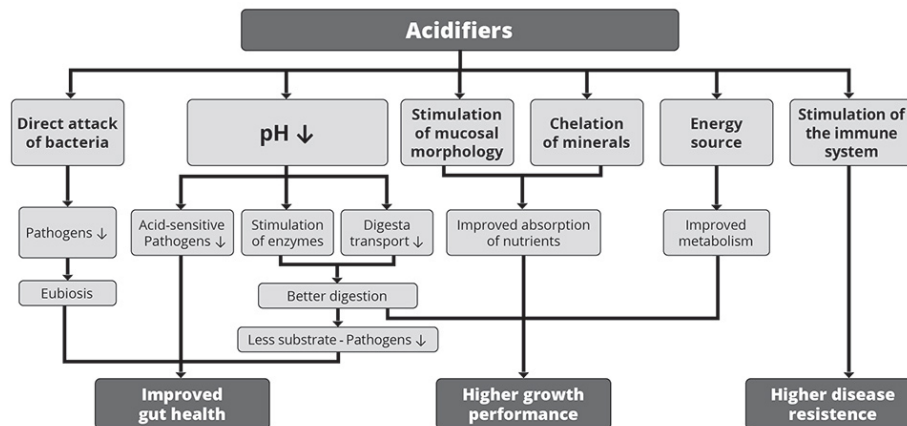 Acidifiers
Direct attack
of bacteria
pH ↓
Stimulation
of mucosal
morphology
Chelation
of minerals
Energy
source
Stimulation of
the immune
system
Pathogens ↓
Acid-sensitive
Pathogens ↓
Stimulation
of enzymes
Digesta
transport ↓
Improved absorption
of nutrients
Improved
metabolism
Eubiosis
Better digestion
Less substrate - Pathogens ↓
Improved
gut health
Higher growth
performance
Higher disease
resistence